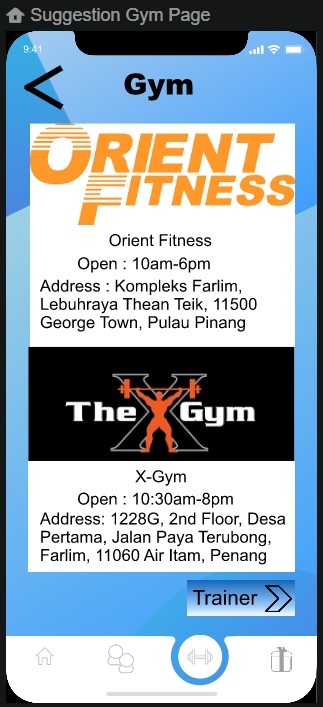 Suggestion Gym Page
9:41
Gym
ORIENT
FITNESS
Orient Fitness
Open : 10am-6pm
Address : Kompleks Farlim,
Lebuhraya Thean Teik, 11500
George Town, Pulau Pinang
The X Gym
X-Gym
Open : 10:30am-8pm
Address: 1228G, 2nd Floor, Desa
Pertama, Jalan Paya Terubong,
Farlim, 11060 Air Itam, Penang
Trainer